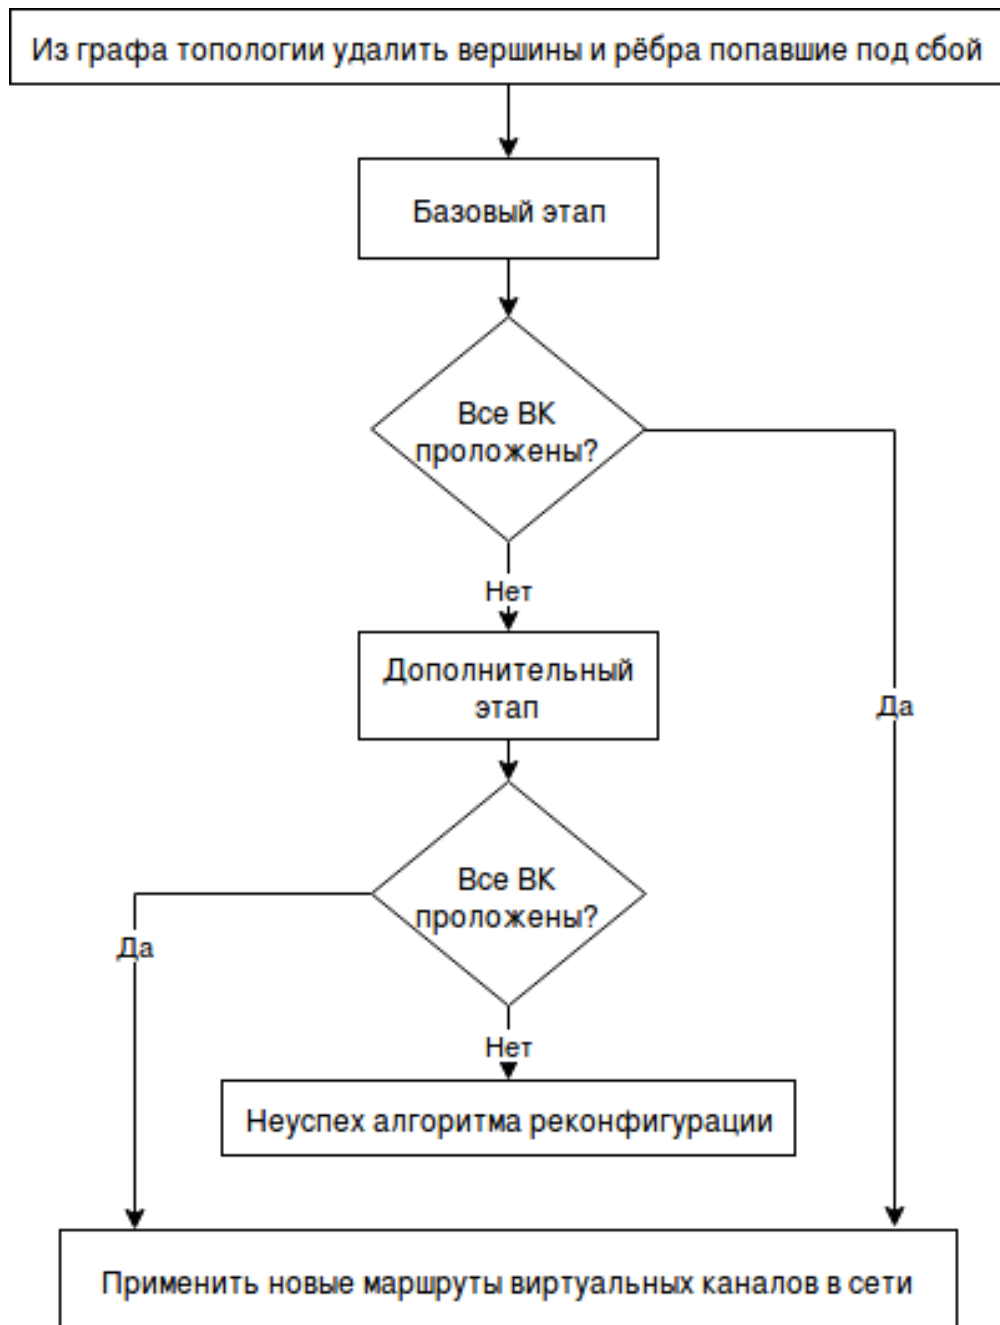 Из графа топологии удалить вершины и рёбра попавшие под сбой
Базовый этап
Все ВК
проложены?
Нет
Дополнительный
этап
Да
Все ВК
проложены?
Да
Нет
Неуспех алгоритма реконфигурации
Применить новые маршруты виртуальных каналов в сети